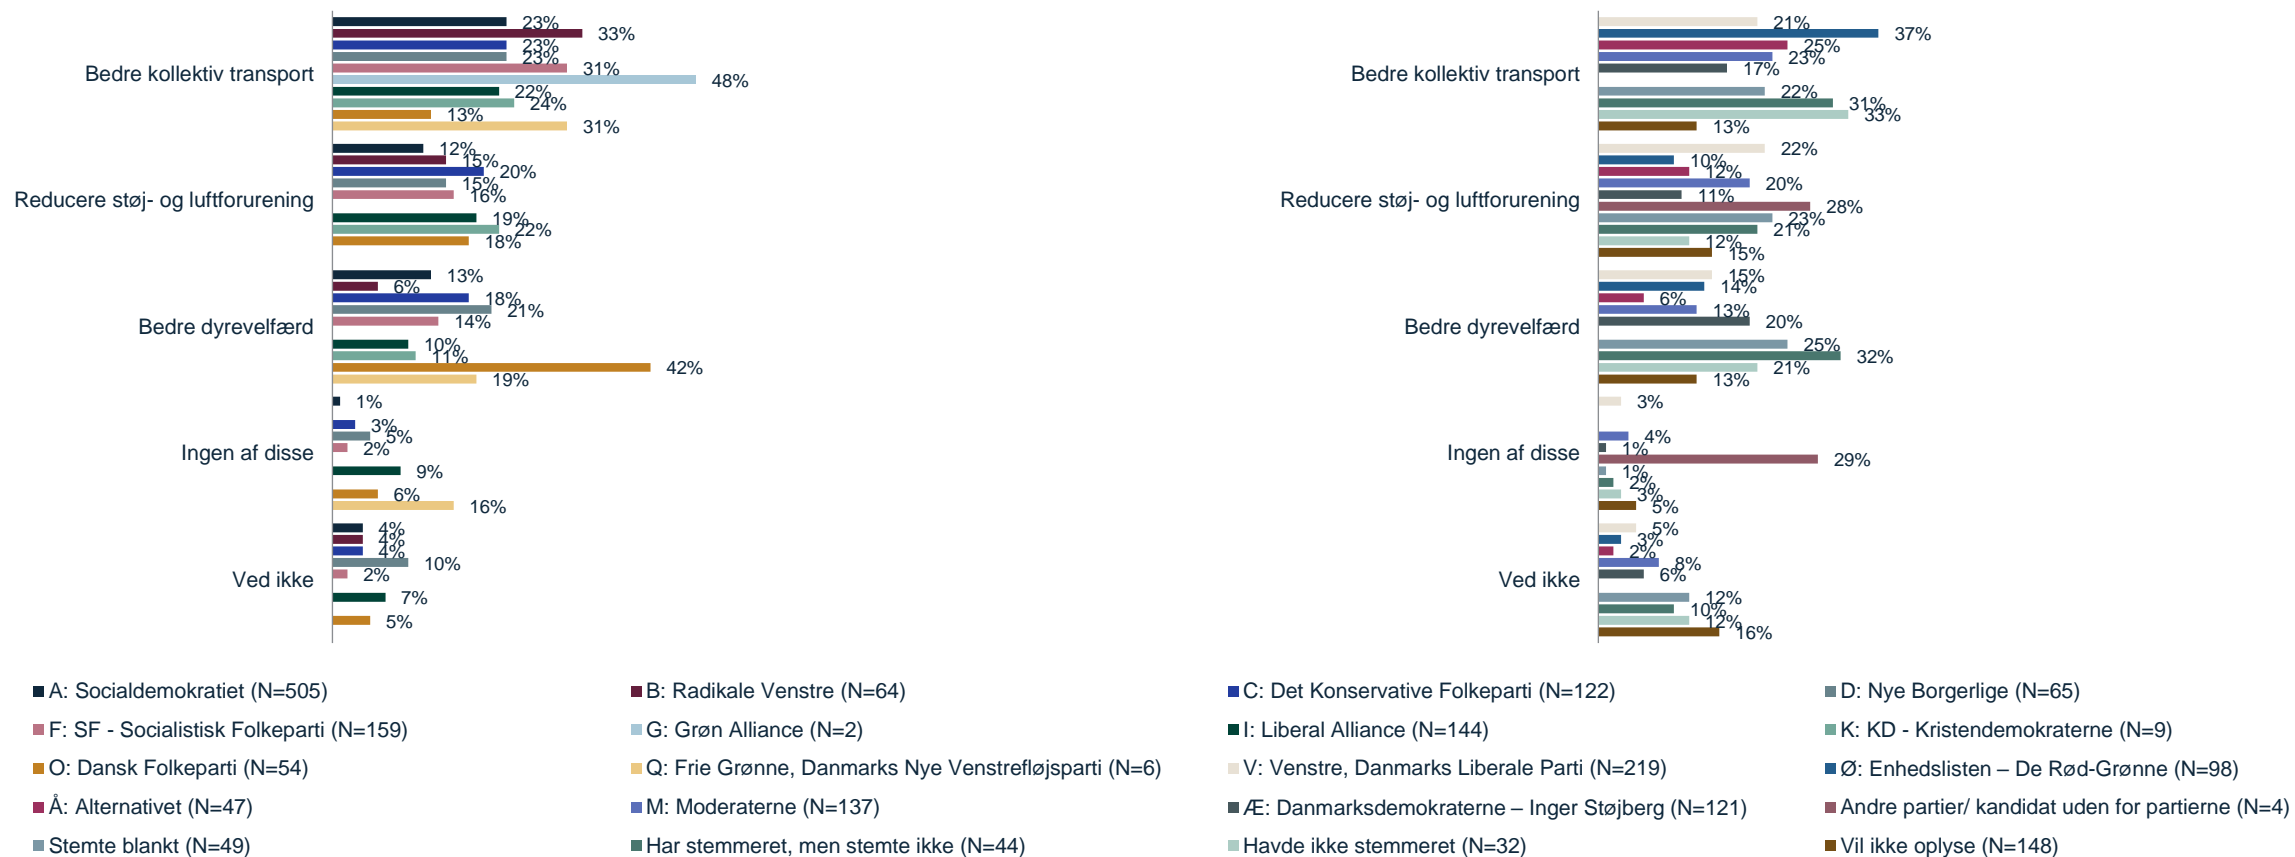 Bedre kollektiv transport
23%
33%
23%
23%
31%
48%
22%
24%
13%
31%
Reducere støj- og luftforurening
12%
15%
20%
15%
16%
19%
22%
18%
Bedre dyrevelfærd
13%
6%
18%
21%
14%
10%
11%
42%
19%
Ingen af disse
1%
3%
5%
2%
9%
6%
16%
Ved ikke
4%
4%
4%
10%
2%
7%
5%
Bedre kollektiv transport
21%
37%
25%
23%
17%
22%
31%
33%
13%
Reducere støj- og luftforurening
22%
10%
12%
20%
11%
28%
23%
21%
12%
15%
Bedre dyrevelfærd
15%
14%
6%
13%
20%
25%
32%
21%
13%
Ingen af disse
3%
4%
1%
29%
1%
2%
3%
5%
Ved ikke
5%
3%
2%
8%
6%
12%
10%
12%
16%
A: Socialdemokratiet (N=505)
B: Radikale Venstre (N=64)
C: Det Konservative Folkeparti (N=122)
D: Nye Borgerlige (N=65)
F: SF - Socialistisk Folkeparti (N=159)
G: Grøn Alliance (N=2)
I: Liberal Alliance (N=144)
K: KD - Kristendemokraterne (N=9)
O: Dansk Folkeparti (N=54)
Q: Frie Grønne, Danmarks Nye Venstrefløjsparti (N=6)
V: Venstre, Danmarks Liberale Parti (N=219)
Ø: Enhedslisten – De Rød-Grønne (N=98)
Å: Alternativet (N=47)
M: Moderaterne (N=137)
Æ: Danmarksdemokraterne – Inger Støjberg (N=121)
Andre partier/ kandidat uden for partierne (N=4)
Stemte blankt (N=49)
Har stemmeret, men stemte ikke (N=44)
Havde ikke stemmeret (N=32)
Vil ikke oplyse (N=148)